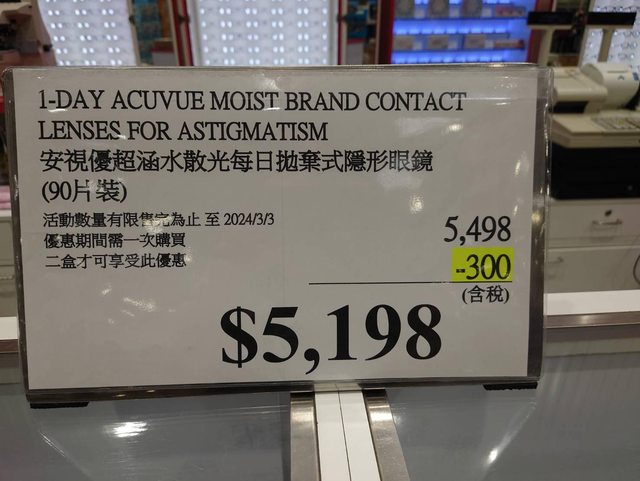 1-DAY ACUVUE MOIST BRAND CONTACT
LENSES FOR ASTIGMATISM
安視優超涵水散光每日拋棄式隱形眼鏡
(90片裝)
活動數量有限售完為止 至 2024/3/3
優惠期間需一次購買
二盒才可享受此優惠
5,498
-300
(含稅)
$5,198